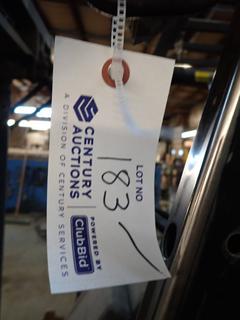 LOT NO
183
CENTURY
AUCTIONS
A DIVISION OF CENTURY SERVICES
POWERED BY
ClubBid